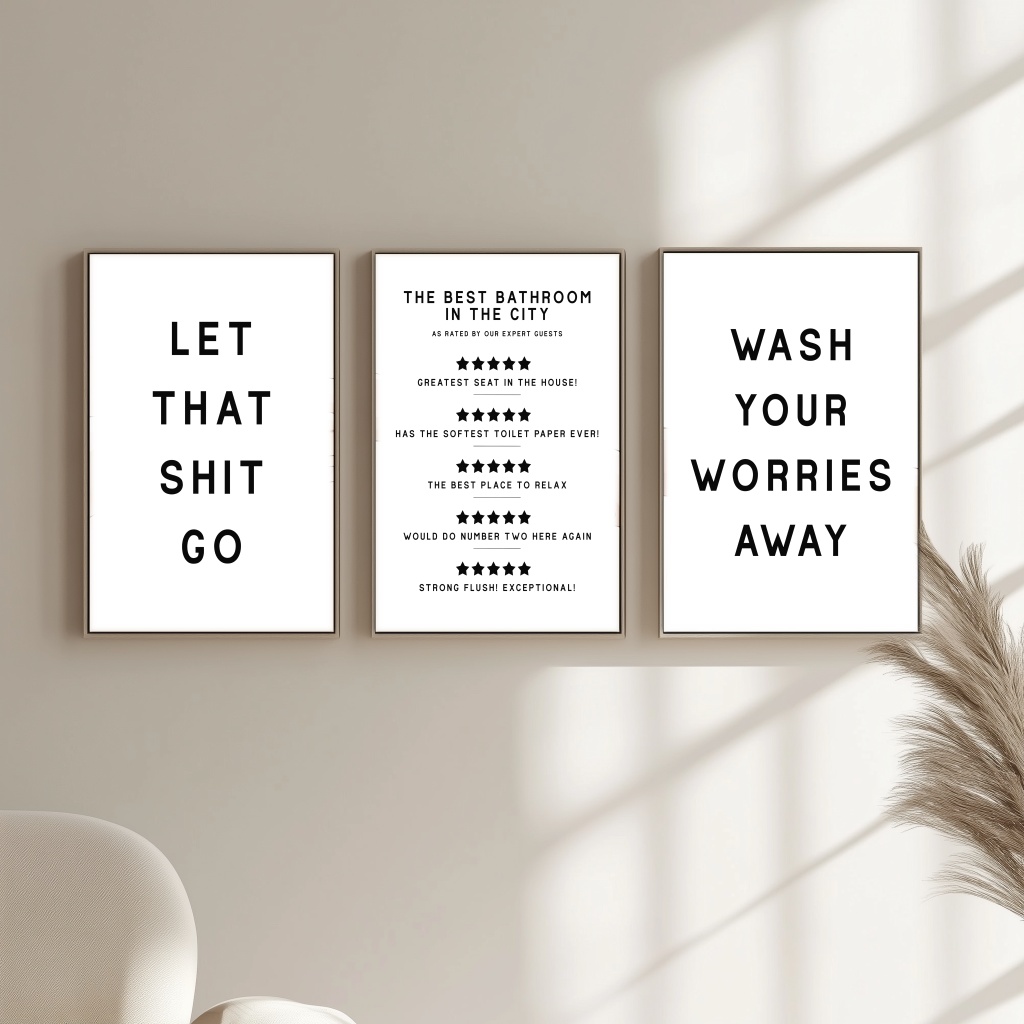 LET
THAT
SHIT
GO
THE BEST BATHROOM
IN THE CITY
AS RATED BY OUR EXPERT GUESTS
★★★★★
GREATEST SEAT IN THE HOUSE!
★★★★★
HAS THE SOFTEST TOILET PAPER EVER!
★★★★★
THE BEST PLACE TO RELAX
★★★★★
WOULD DO NUMBER TWO HERE AGAIN
★★★★★
STRONG FLUSH! EXCEPTIONAL!
WASH
YOUR
WORRIES
AWAY